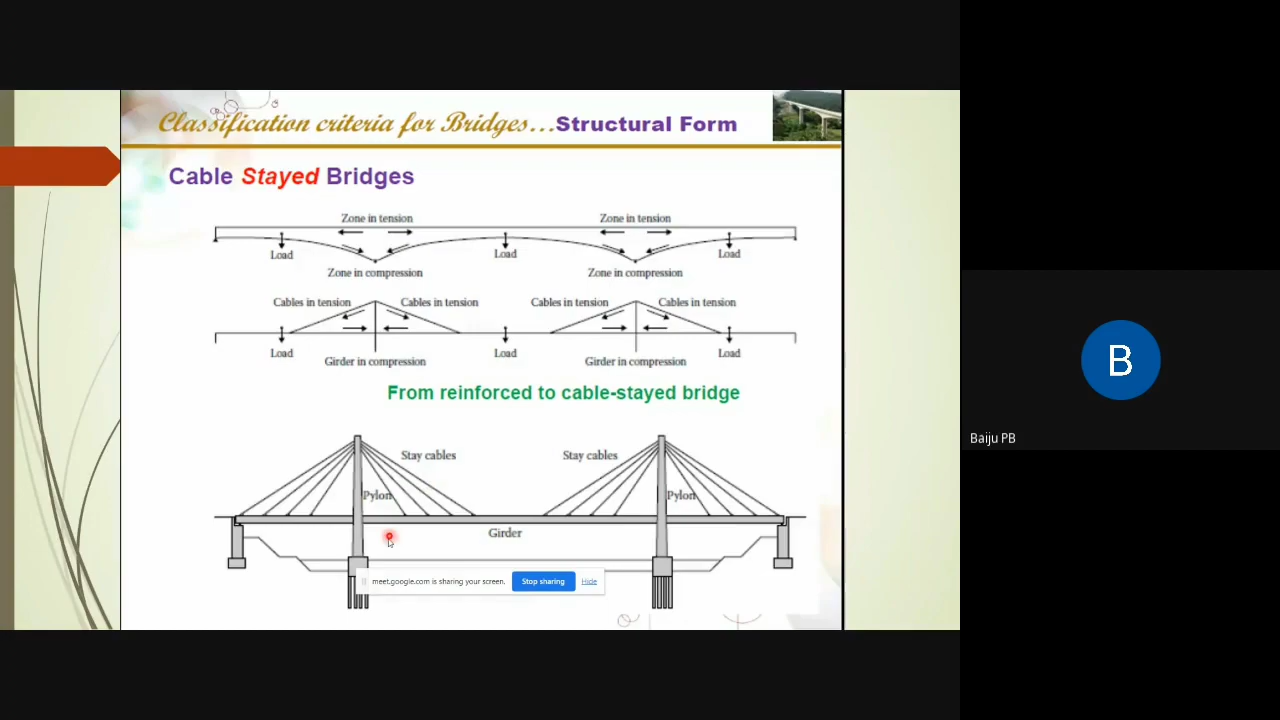 Classification criteria for Bridges...Structural Form
Cable Stayed Bridges
Zone in tension Zone in tension
Load Load Load
Zone in compression Zone in compression
Cables in tension Cables in tension Cables in tension Cables in tension
Load Load Load
Girder in compression Girder in compression
From reinforced to cable-stayed bridge
Stay cables Stay cables
Pylon Pylon
Girder
meet.google.com is sharing your screen. Stop sharing Hide
B
Baiju PB